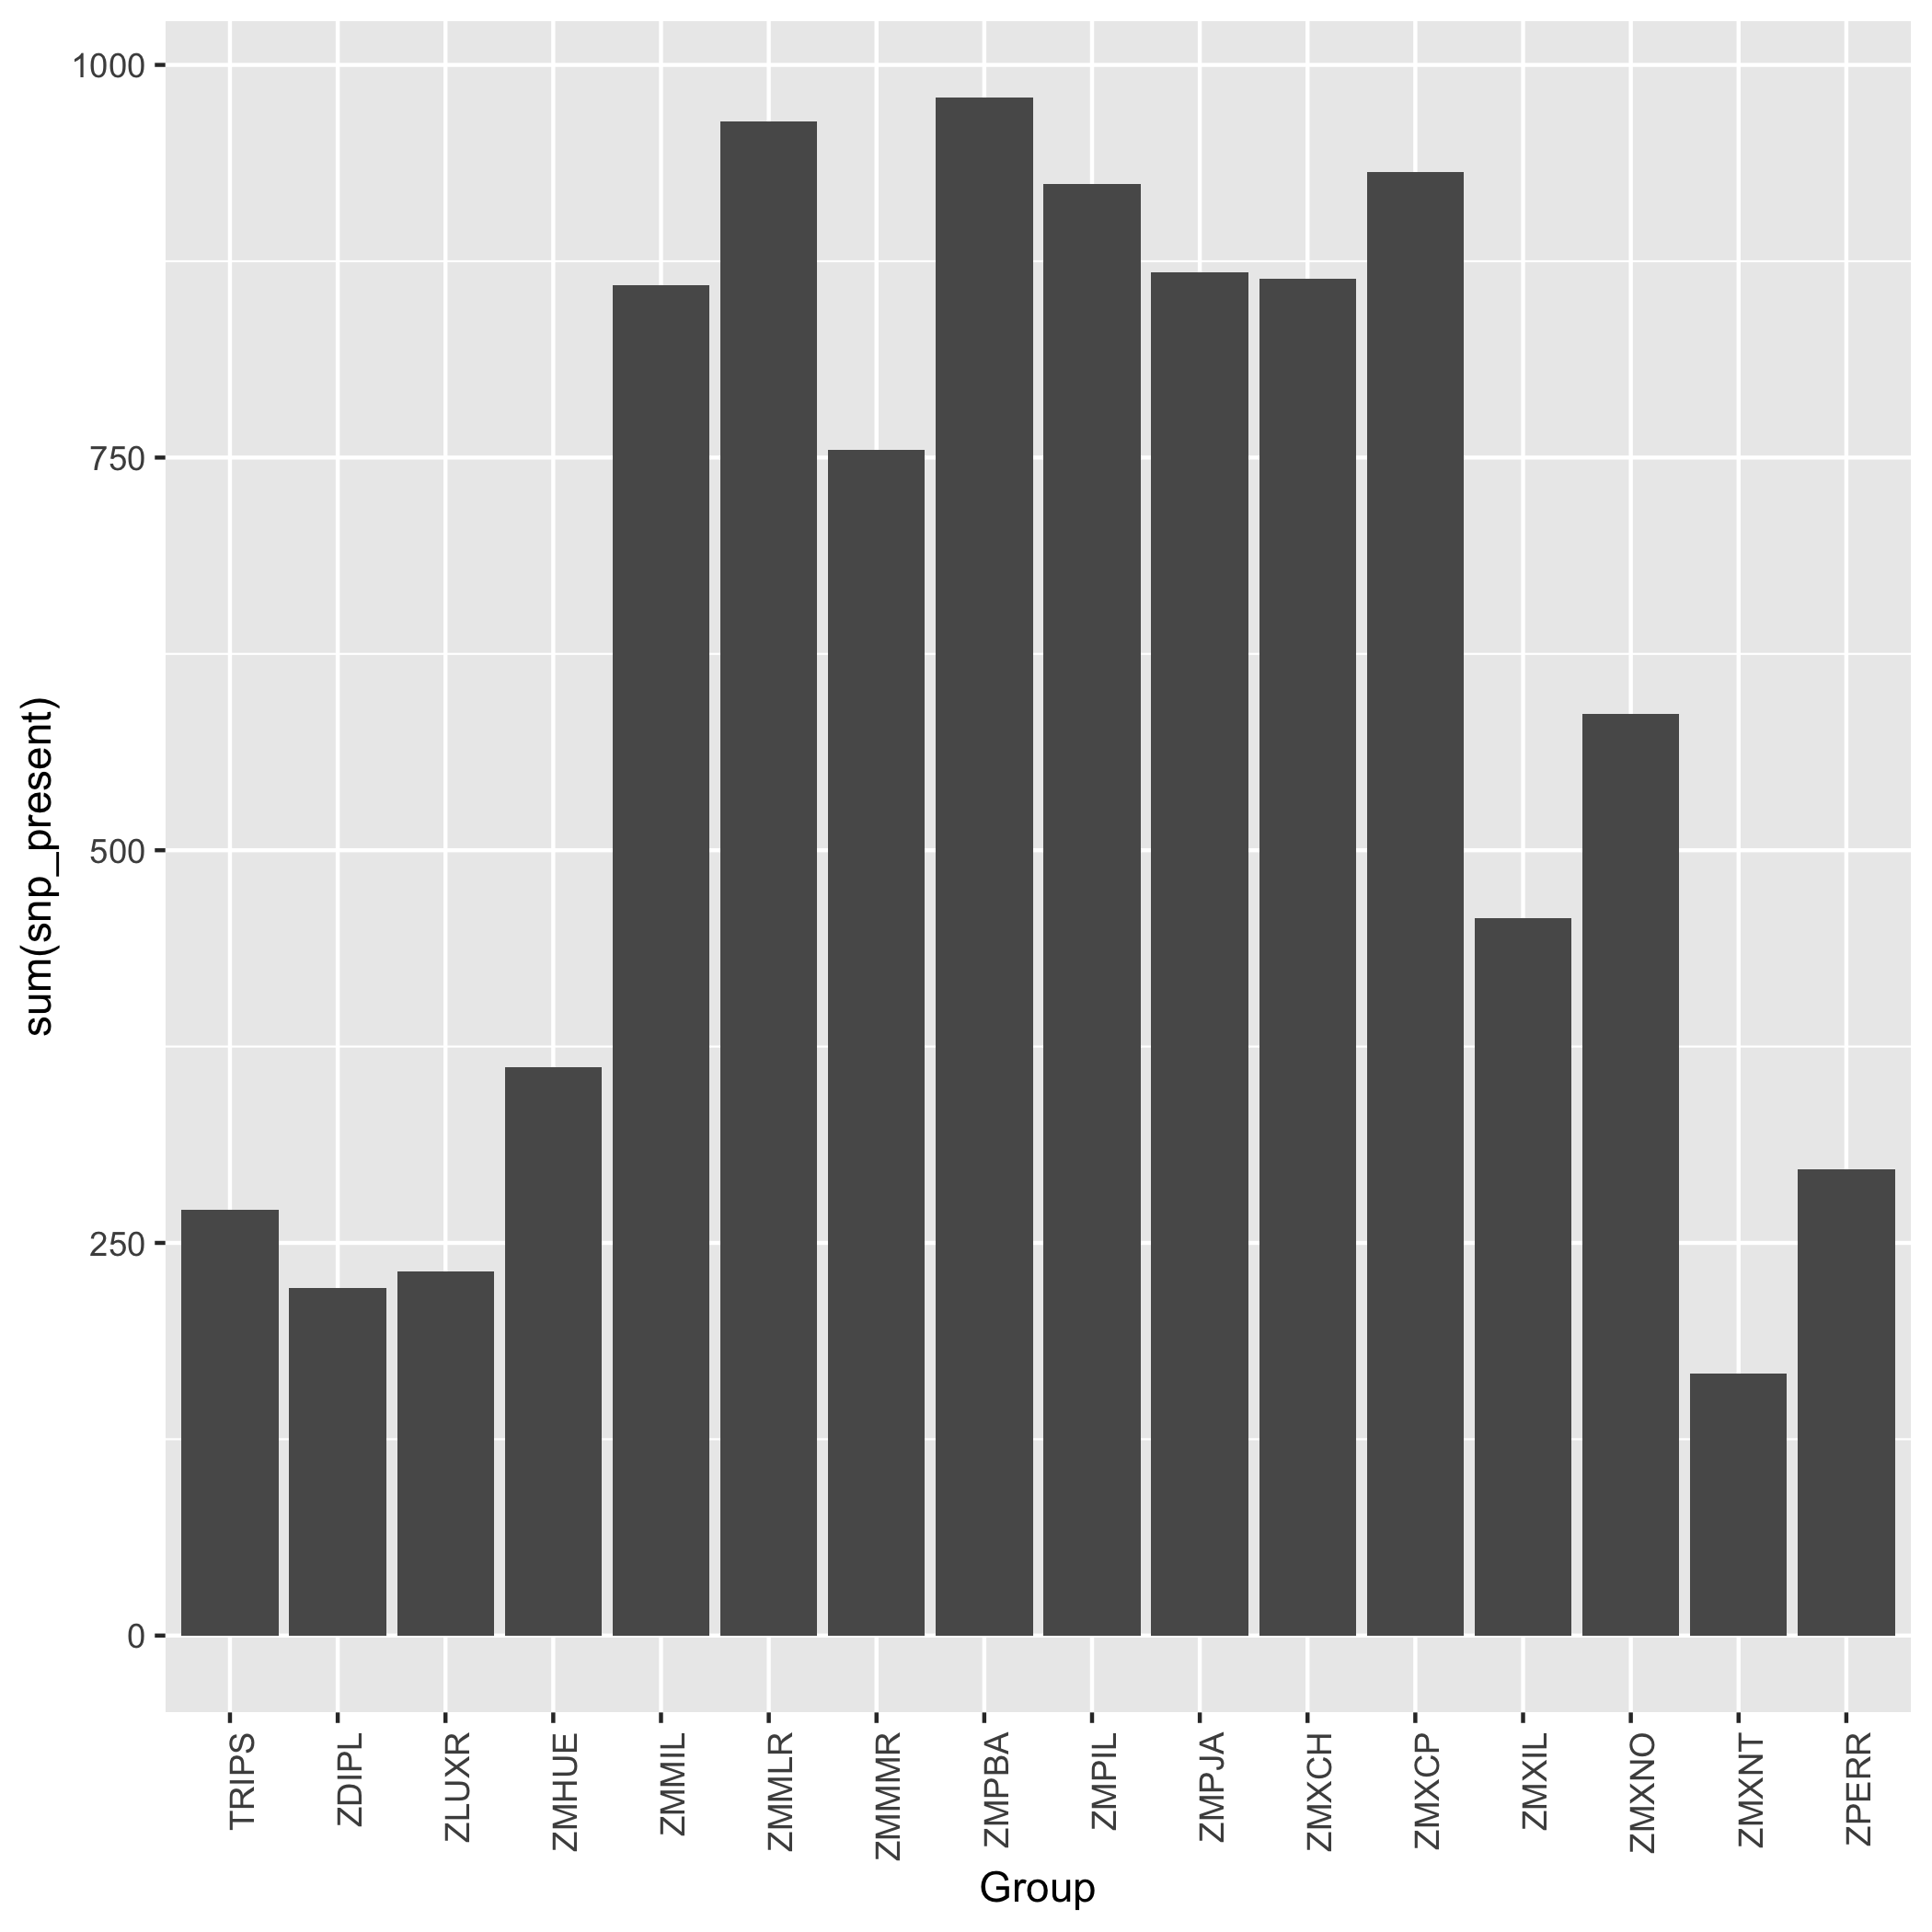 sum(snp_present)
1000
750
500
250
0
TRIPS
ZDIPL
ZLUXR
ZMHUE
ZMMIL
ZMMLR
ZMMMR
ZMPBA
ZMPIL
ZMPJA
ZMXCH
ZMXCP
ZMXIL
ZMXNO
ZMXNT
ZPERR
Group